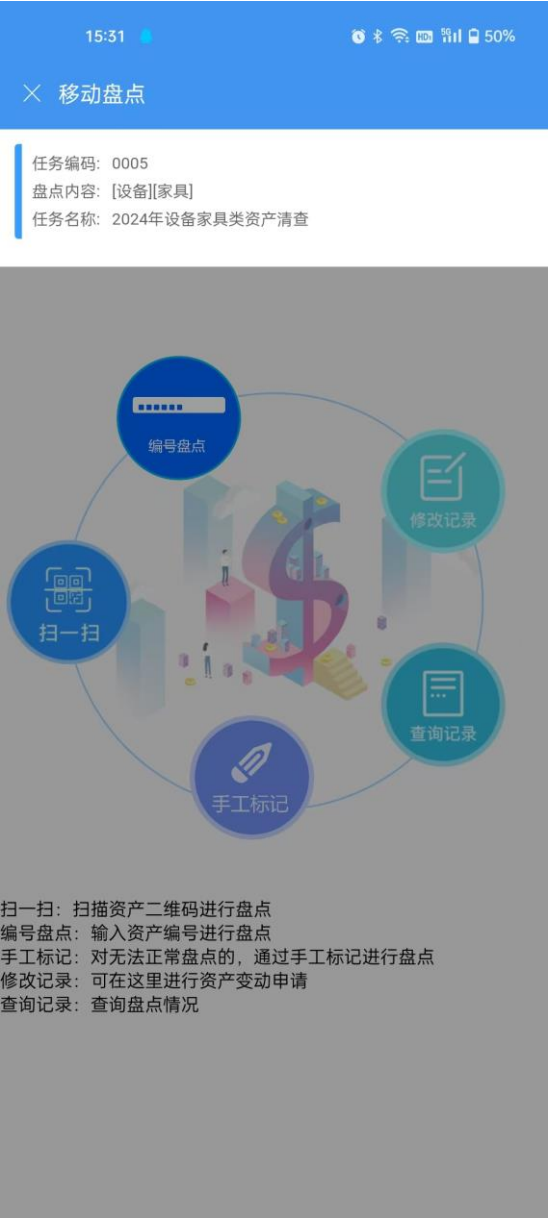 15:31
HD 5G 50%
移动盘点
任务编码: 0005
盘点内容: [设备][家具]
任务名称: 2024年设备家具类资产清查
编号盘点
修改记录
扫一扫
查询记录
手工标记
扫一扫：扫描资产二维码进行盘点
编号盘点：输入资产编号进行盘点
手工标记：对无法正常盘点的，通过手工标记进行盘点
修改记录：可在这里进行资产变动申请
查询记录：查询盘点情况